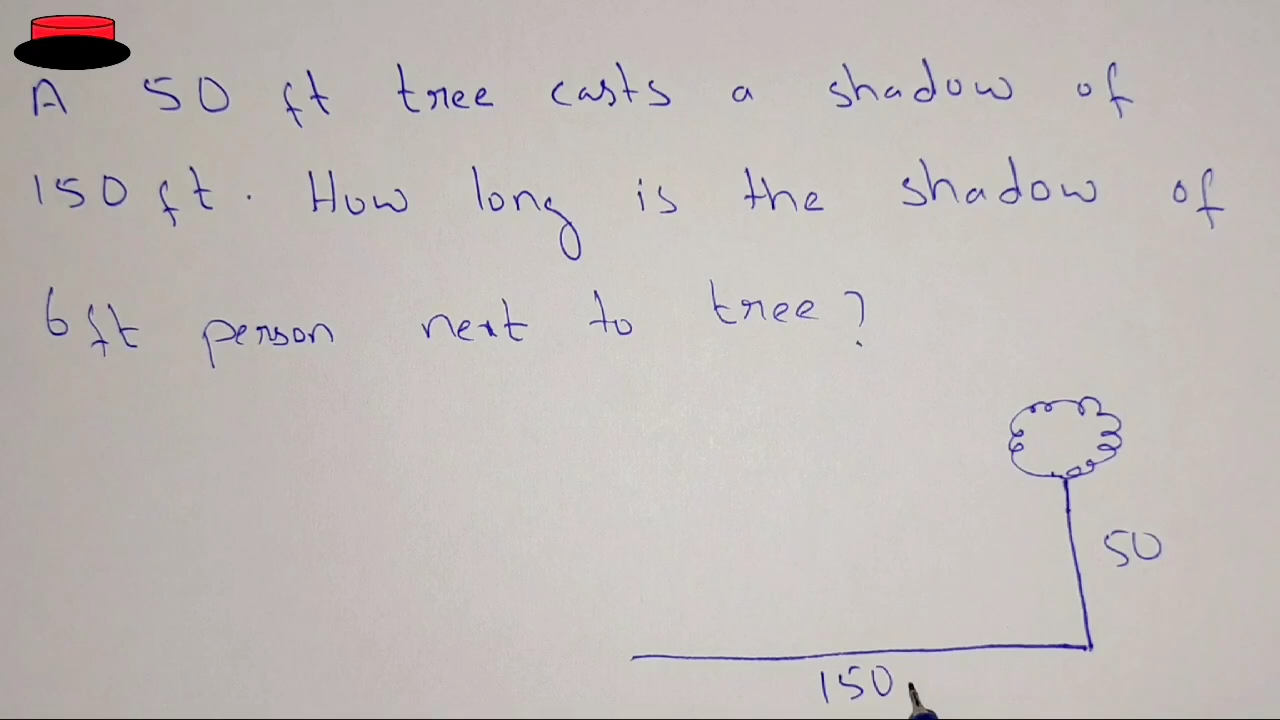 A 50 ft tree casts a shadow of
150 ft. How long is the shadow of
6 ft person next to tree?
50
150